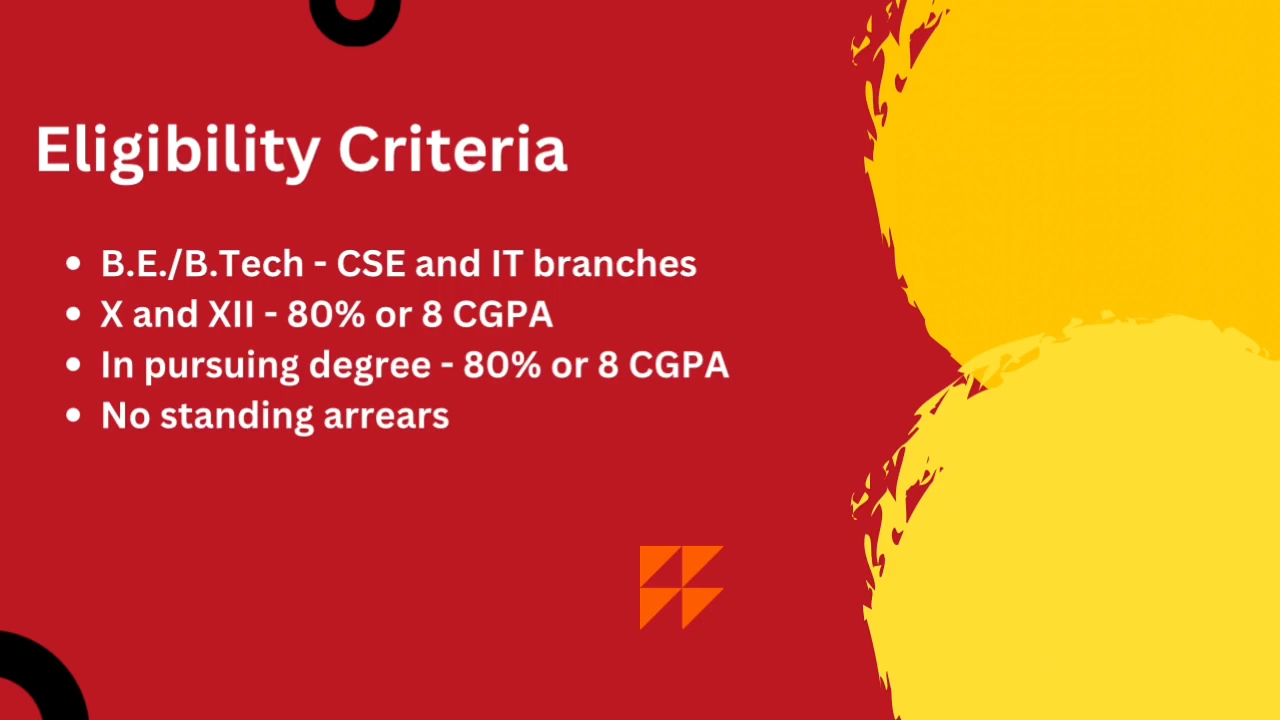 Eligibility Criteria
• B.E./B.Tech - CSE and IT branches
• X and XII - 80% or 8 CGPA
• In pursuing degree - 80% or 8 CGPA
• No standing arrears